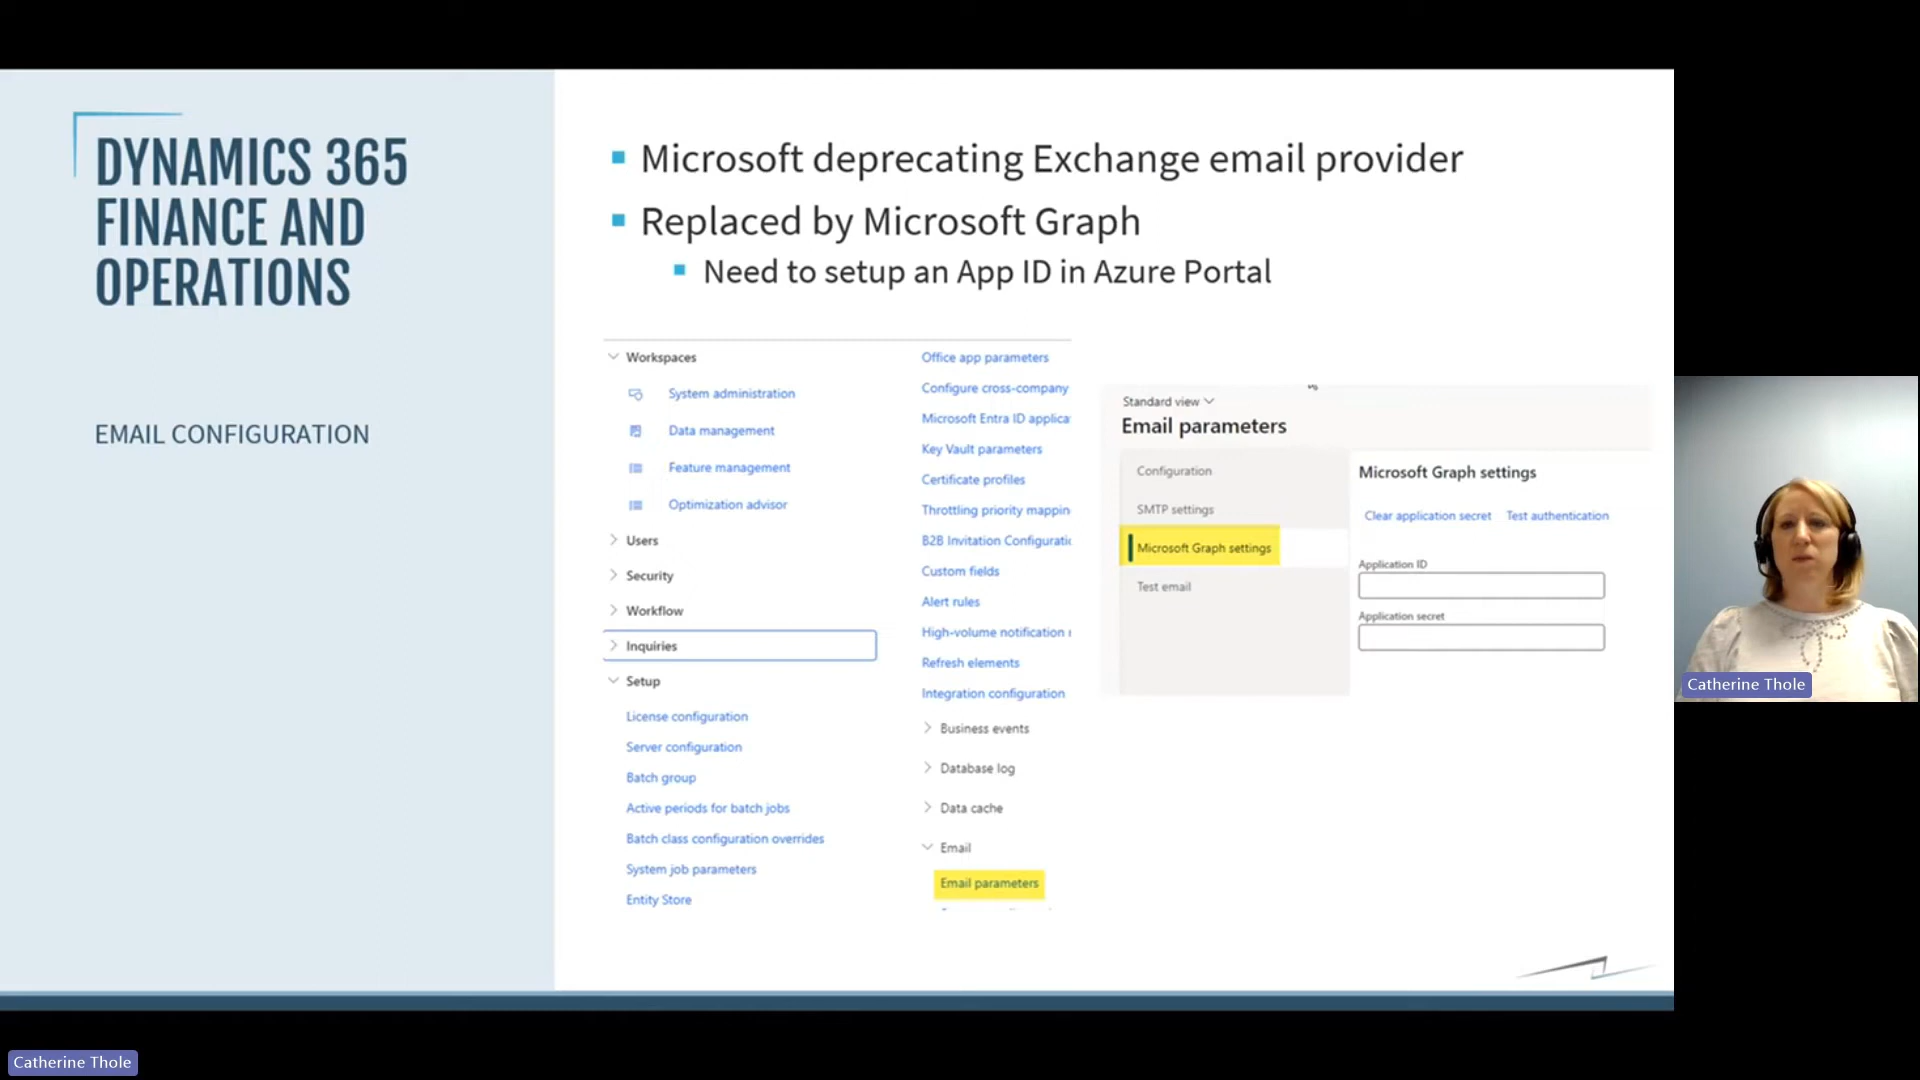 DYNAMICS 365
FINANCE AND
OPERATIONS
EMAIL CONFIGURATION
Microsoft deprecating Exchange email provider
Replaced by Microsoft Graph
Need to setup an App ID in Azure Portal
Workspaces
System administration
Data management
Feature management
Optimization advisor
Users
Security
Workflow
Inquiries
Setup
License configuration
Server configuration
Batch group
Active periods for batch jobs
Batch class configuration overrides
System job parameters
Entity Store
Office app parameters
Configure cross-company
Microsoft Entra ID applica
Key Vault parameters
Certificate profiles
Throttling priority mappin
B2B Invitation Configuratic
Custom fields
Alert rules
High-volume notification
Refresh elements
Integration configuration
Business events
Database log
Data cache
Email
Email parameters
Standard view
Email parameters
Configuration
SMTP settings
Microsoft Graph settings
Test email
Microsoft Graph settings
Clear application secret Test authentication
Application ID
Application secret
Catherine Thole
Catherine Thole